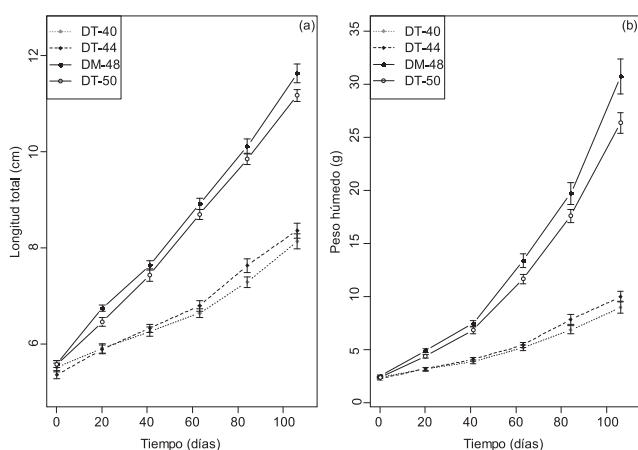 (a)
DT-40
DT-44
DM-48
DT-50
12
10
8
6
Longitud total (cm)
0 20 40 60 80 100
Tiempo (días)
(b)
DT-40
DT-44
DM-48
DT-50
35
30
25
20
15
10
5
0
Peso húmedo (g)
0 20 40 60 80 100
Tiempo (días)